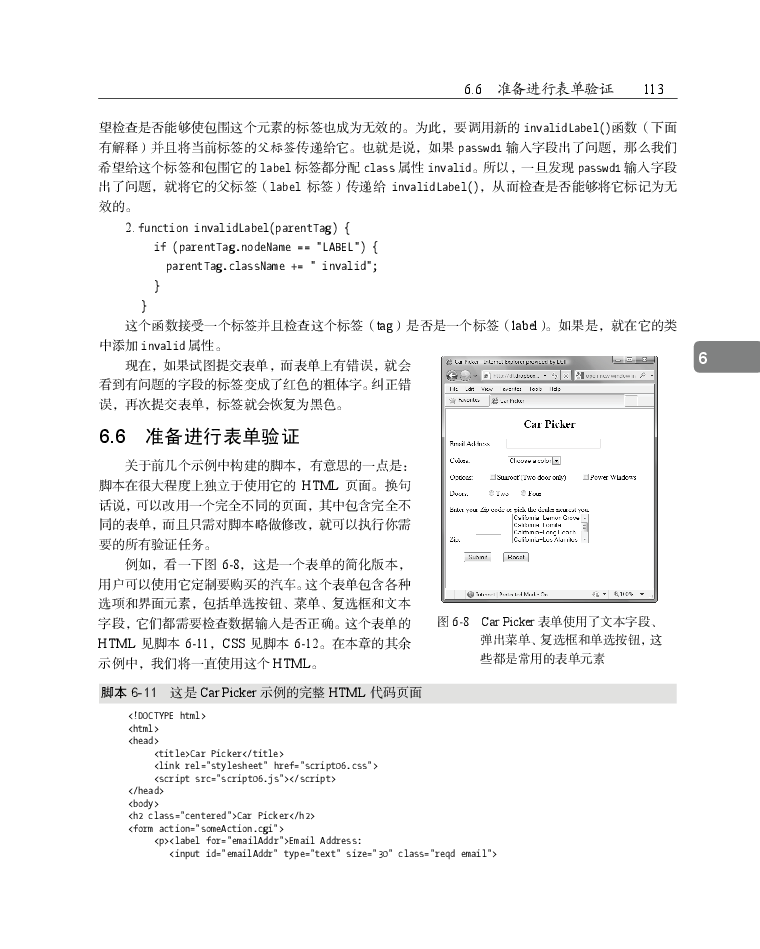 6.6 准备进行表单验证 113
望检查是否能够使包围这个元素的标签也成为无效的。为此，要调用新的 invalidLabel()函数（下面
有解释）并且将当前标签的父标签传递给它。也就是说，如果 passwd1 输入字段出了问题，那么我们
希望给这个标签和包围它的 label 标签都分配 class 属性 invalid。所以，一旦发现 passwd1 输入字段
出了问题，就将它的父标签（label 标签）传递给 invalidLabel()，从而检查是否能够将它标记为无
效的。
2. function invalidLabel(parentTag) {
if (parentTag.nodeName == "LABEL") {
parentTag.className += " invalid";
}
}
这个函数接受一个标签并且检查这个标签（tag）是否是一个标签（label）。如果是，就在它的类
中添加 invalid 属性。
现在，如果试图提交表单，而表单上有错误，就会
看到有问题的字段的标签变成了红色的粗体字。纠正错
误，再次提交表单，标签就会恢复为黑色。
6.6 准备进行表单验证
关于前几个示例中构建的脚本，有意思的一点是：
脚本在很大程度上独立于使用它的 HTML 页面。换句
话说，可以改用一个完全不同的页面，其中包含完全不
同的表单，而且只需对脚本略做修改，就可以执行你需
要的所有验证任务。
例如，看一下图 6-8，这是一个表单的简化版本，
用户可以使用它定制要购买的汽车。这个表单包含各种
选项和界面元素，包括单选按钮、菜单、复选框和文本
字段，它们都需要检查数据输入是否正确。这个表单的
HTML 见脚本 6-11，CSS 见脚本 6-12。在本章的其余
示例中，我们将一直使用这个 HTML。
6
Car Picker - Internet Explorer provided by Dell
File Edit View Favorites Tools Help
Favorites Car Picker
Car Picker
Email Address:
Colors: Choose a color
Options: Sunroof (Two door only) Power Windows
Doors: Two Four
Enter your Zip code or pick the dealer nearest you:
California--Lemon Grove
California--Lomita
California--Long Beach
Zip: California--Los Alamitos
Submit Reset
Internet | Protected Mode: On 100%
图 6-8 Car Picker 表单使用了文本字段、
弹出菜单、复选框和单选按钮，这
些都是常用的表单元素
脚本 6-11 这是 Car Picker 示例的完整 HTML 代码页面
<!DOCTYPE html>
<html>
<head>
<title>Car Picker</title>
<link rel="stylesheet" href="script06.css">
<script src="script06.js"></script>
</head>
<body>
<h2 class="centered">Car Picker</h2>
<form action="someAction.cgi">
<p><label for="emailAddr">Email Address:
<input id="emailAddr" type="text" size="30" class="reqd email">